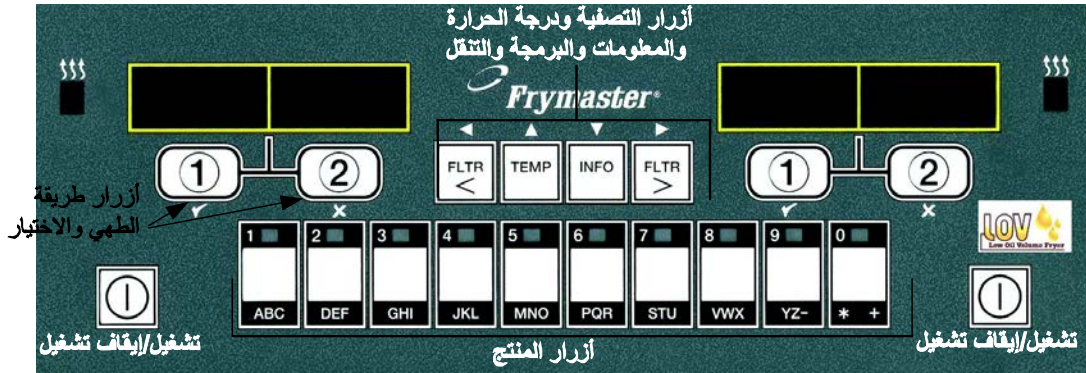 أزرار التصفية ودرجة الحرارة
والمعلومات والبرمجة والتنقل
Frymaster®
1 2
FLTR < TEMP INFO FLTR >
1 2
أزرار طريقة
الطهي والاختيار
1 2 3 4 5 6 7 8 9 0
ABC DEF GHI JKL MNO PQR STU VWX YZ- * +
LOV
Low Oil Volume Fryer
تشغيل/إيقاف تشغيل
أزرار المنتج
تشغيل/إيقاف تشغيل